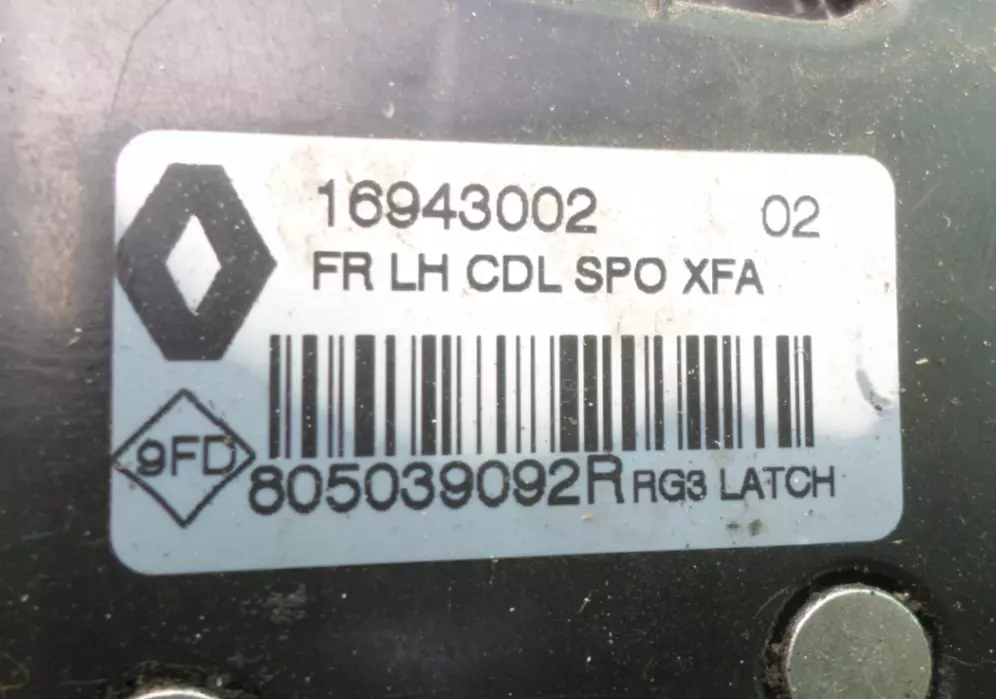 16943002 02
FR LH CDL SPO XFA
9FD
805039092R RG3 LATCH